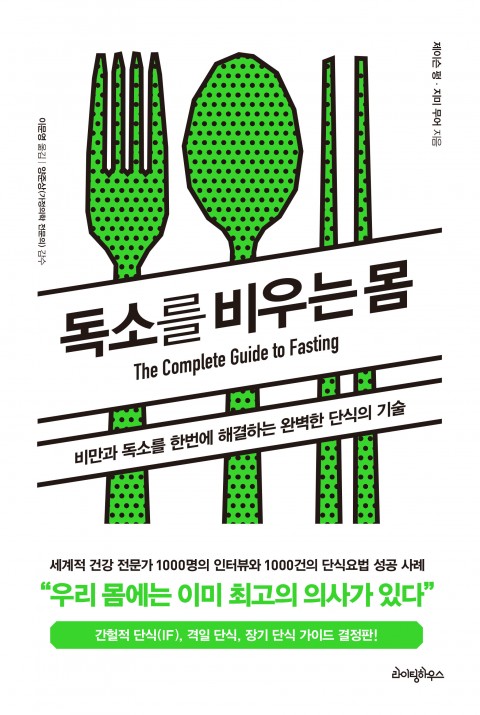 제이슨 펑 · 지미 무어 지음
이문영 옮김 | 양준상(가정의학 전문의) 감수
독소를 비우는 몸
The Complete Guide to Fasting
비만과 독소를 한번에 해결하는 완벽한 단식의 기술
세계적 건강 전문가 1000명의 인터뷰와 1000건의 단식요법 성공 사례
“우리 몸에는 이미 최고의 의사가 있다”
간헐적 단식(IF), 격일 단식, 장기 단식 가이드 결정판!
라이팅하우스